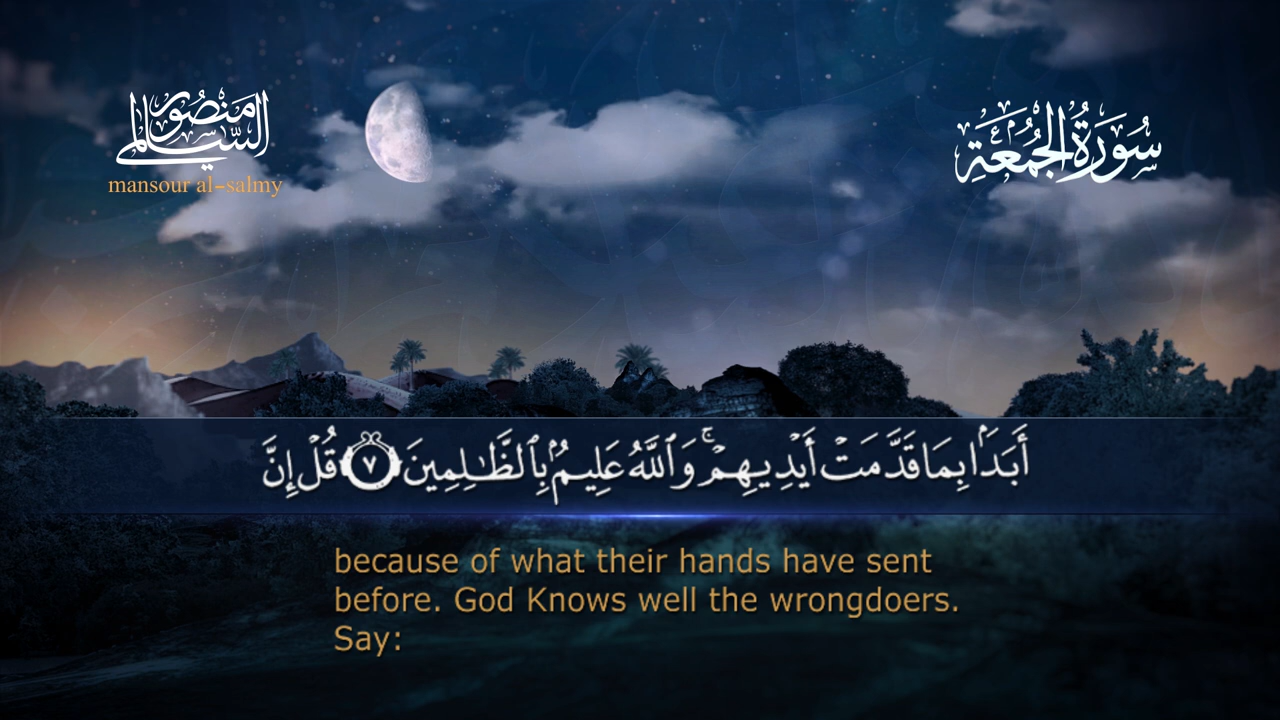 منصور السالمي
mansour al-salmy
سُورَةُ الجُمُعَةِ
أَبَدًۢا بِمَا قَدَّمَتْ أَيْدِيهِمْۚ وَٱللَّهُ عَلِيمُۢ بِٱلظَّٰلِمِينَ ٧ قُلْ إِنَّ
because of what their hands have sent
before. God Knows well the wrongdoers.
Say: